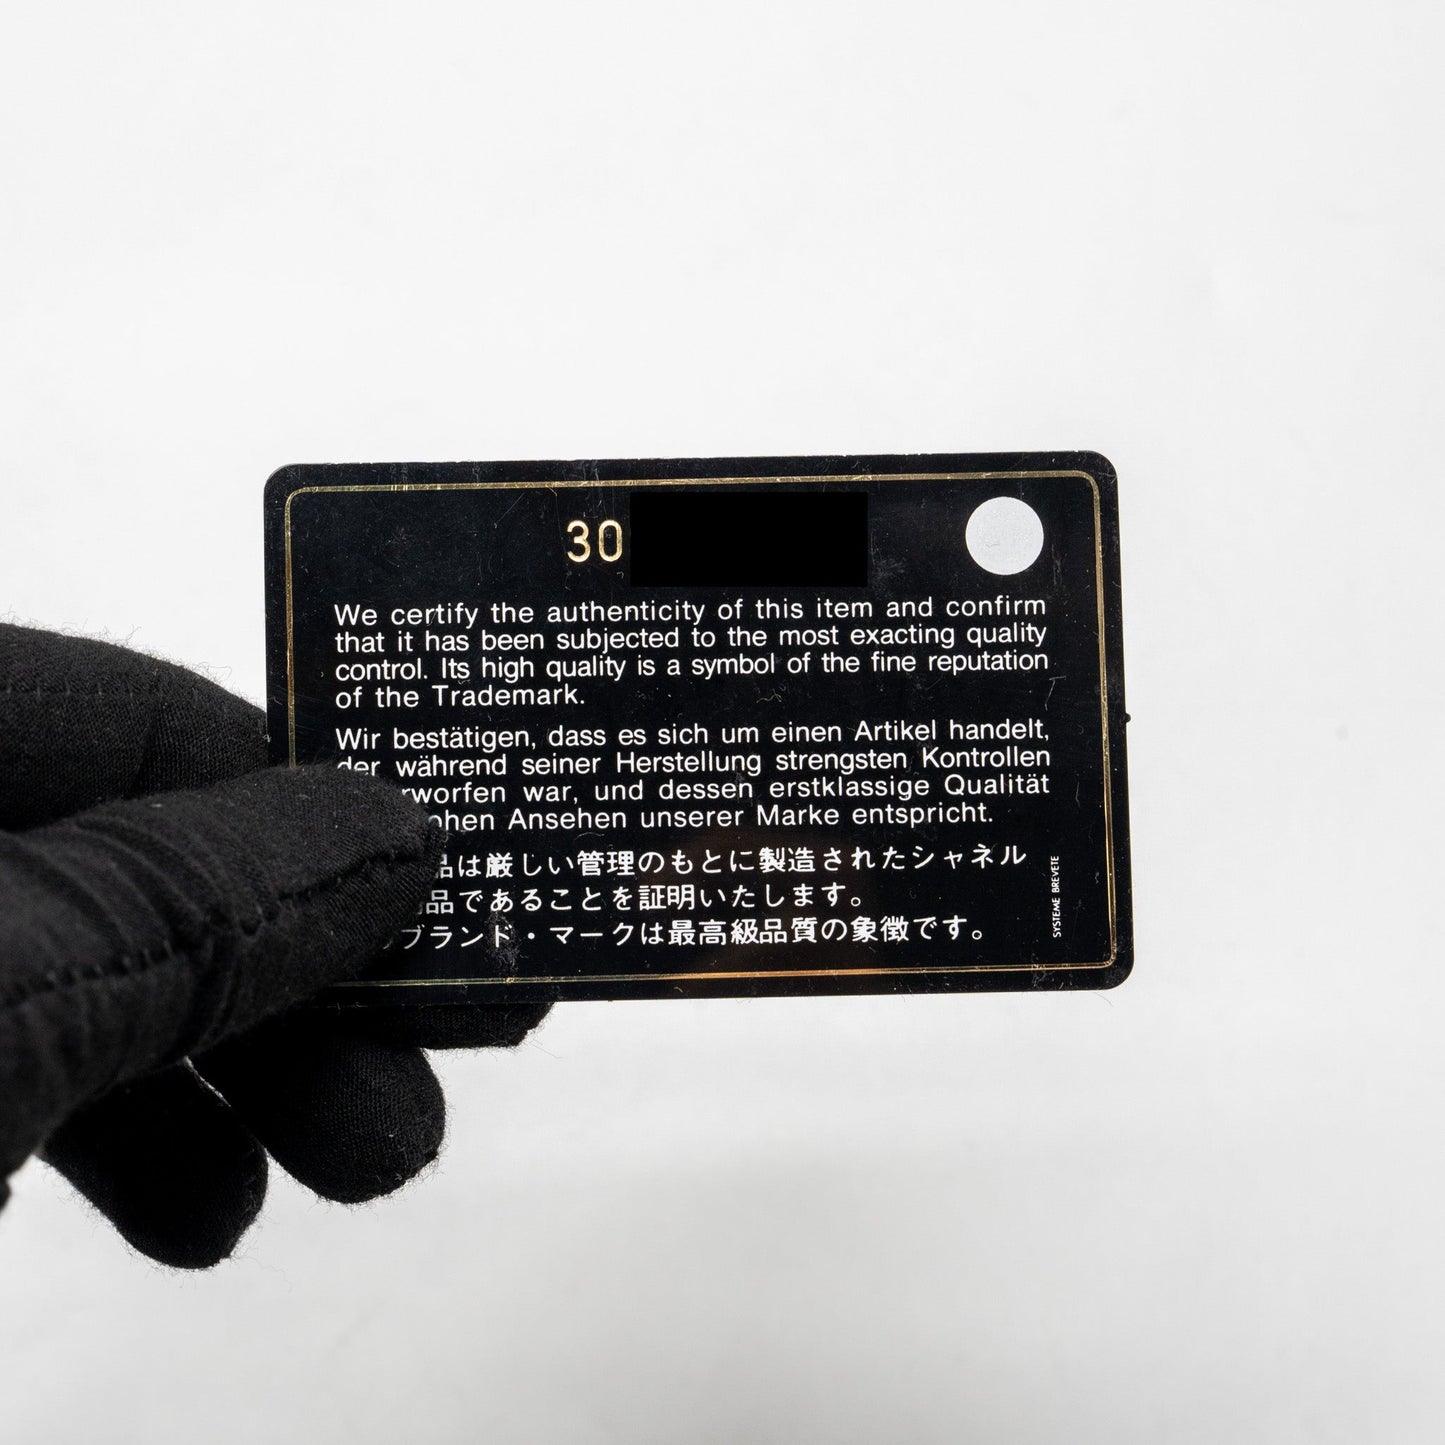 30
We certify the authenticity of this item and confirm
that it has been subjected to the most exacting quality
control. Its high quality is a symbol of the fine reputation
of the Trademark.
Wir bestätigen, dass es sich um einen Artikel handelt,
der während seiner Herstellung strengsten Kontrollen
rworfen war, und dessen erstklassige Qualität
ohen Ansehen unserer Marke entspricht.
品は厳しい管理のもとに製造されたシャネル
品であることを証明いたします。
ブランド・マークは最高級品質の象徴です。
SYSTEME BREVETE